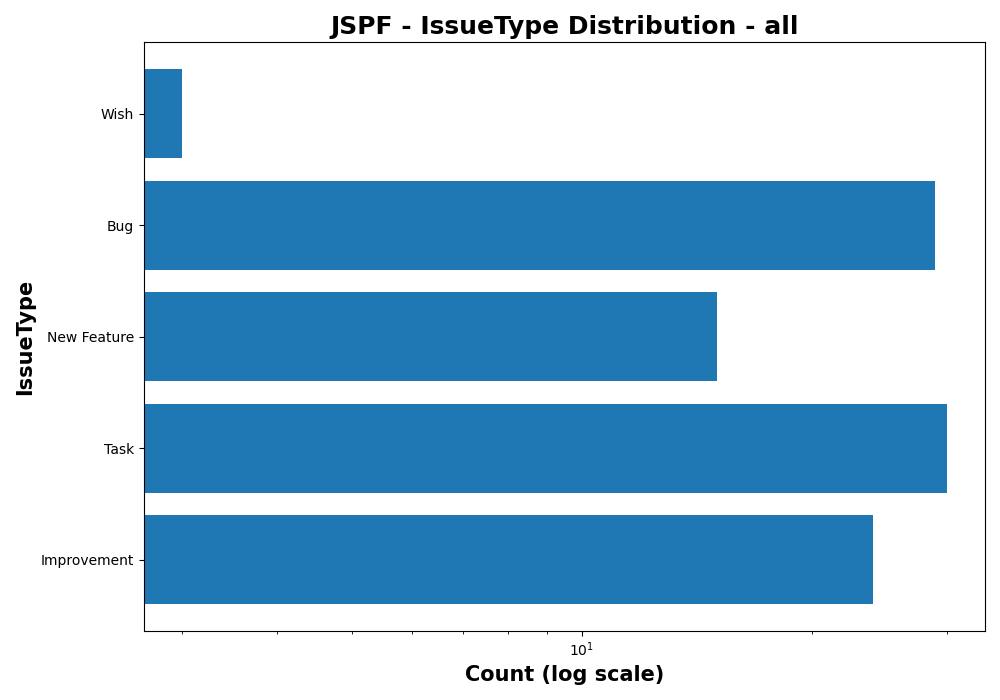 JSPF - IssueType Distribution - all
Wish
Bug
New Feature
Task
Improvement
IssueType
10¹
Count (log scale)